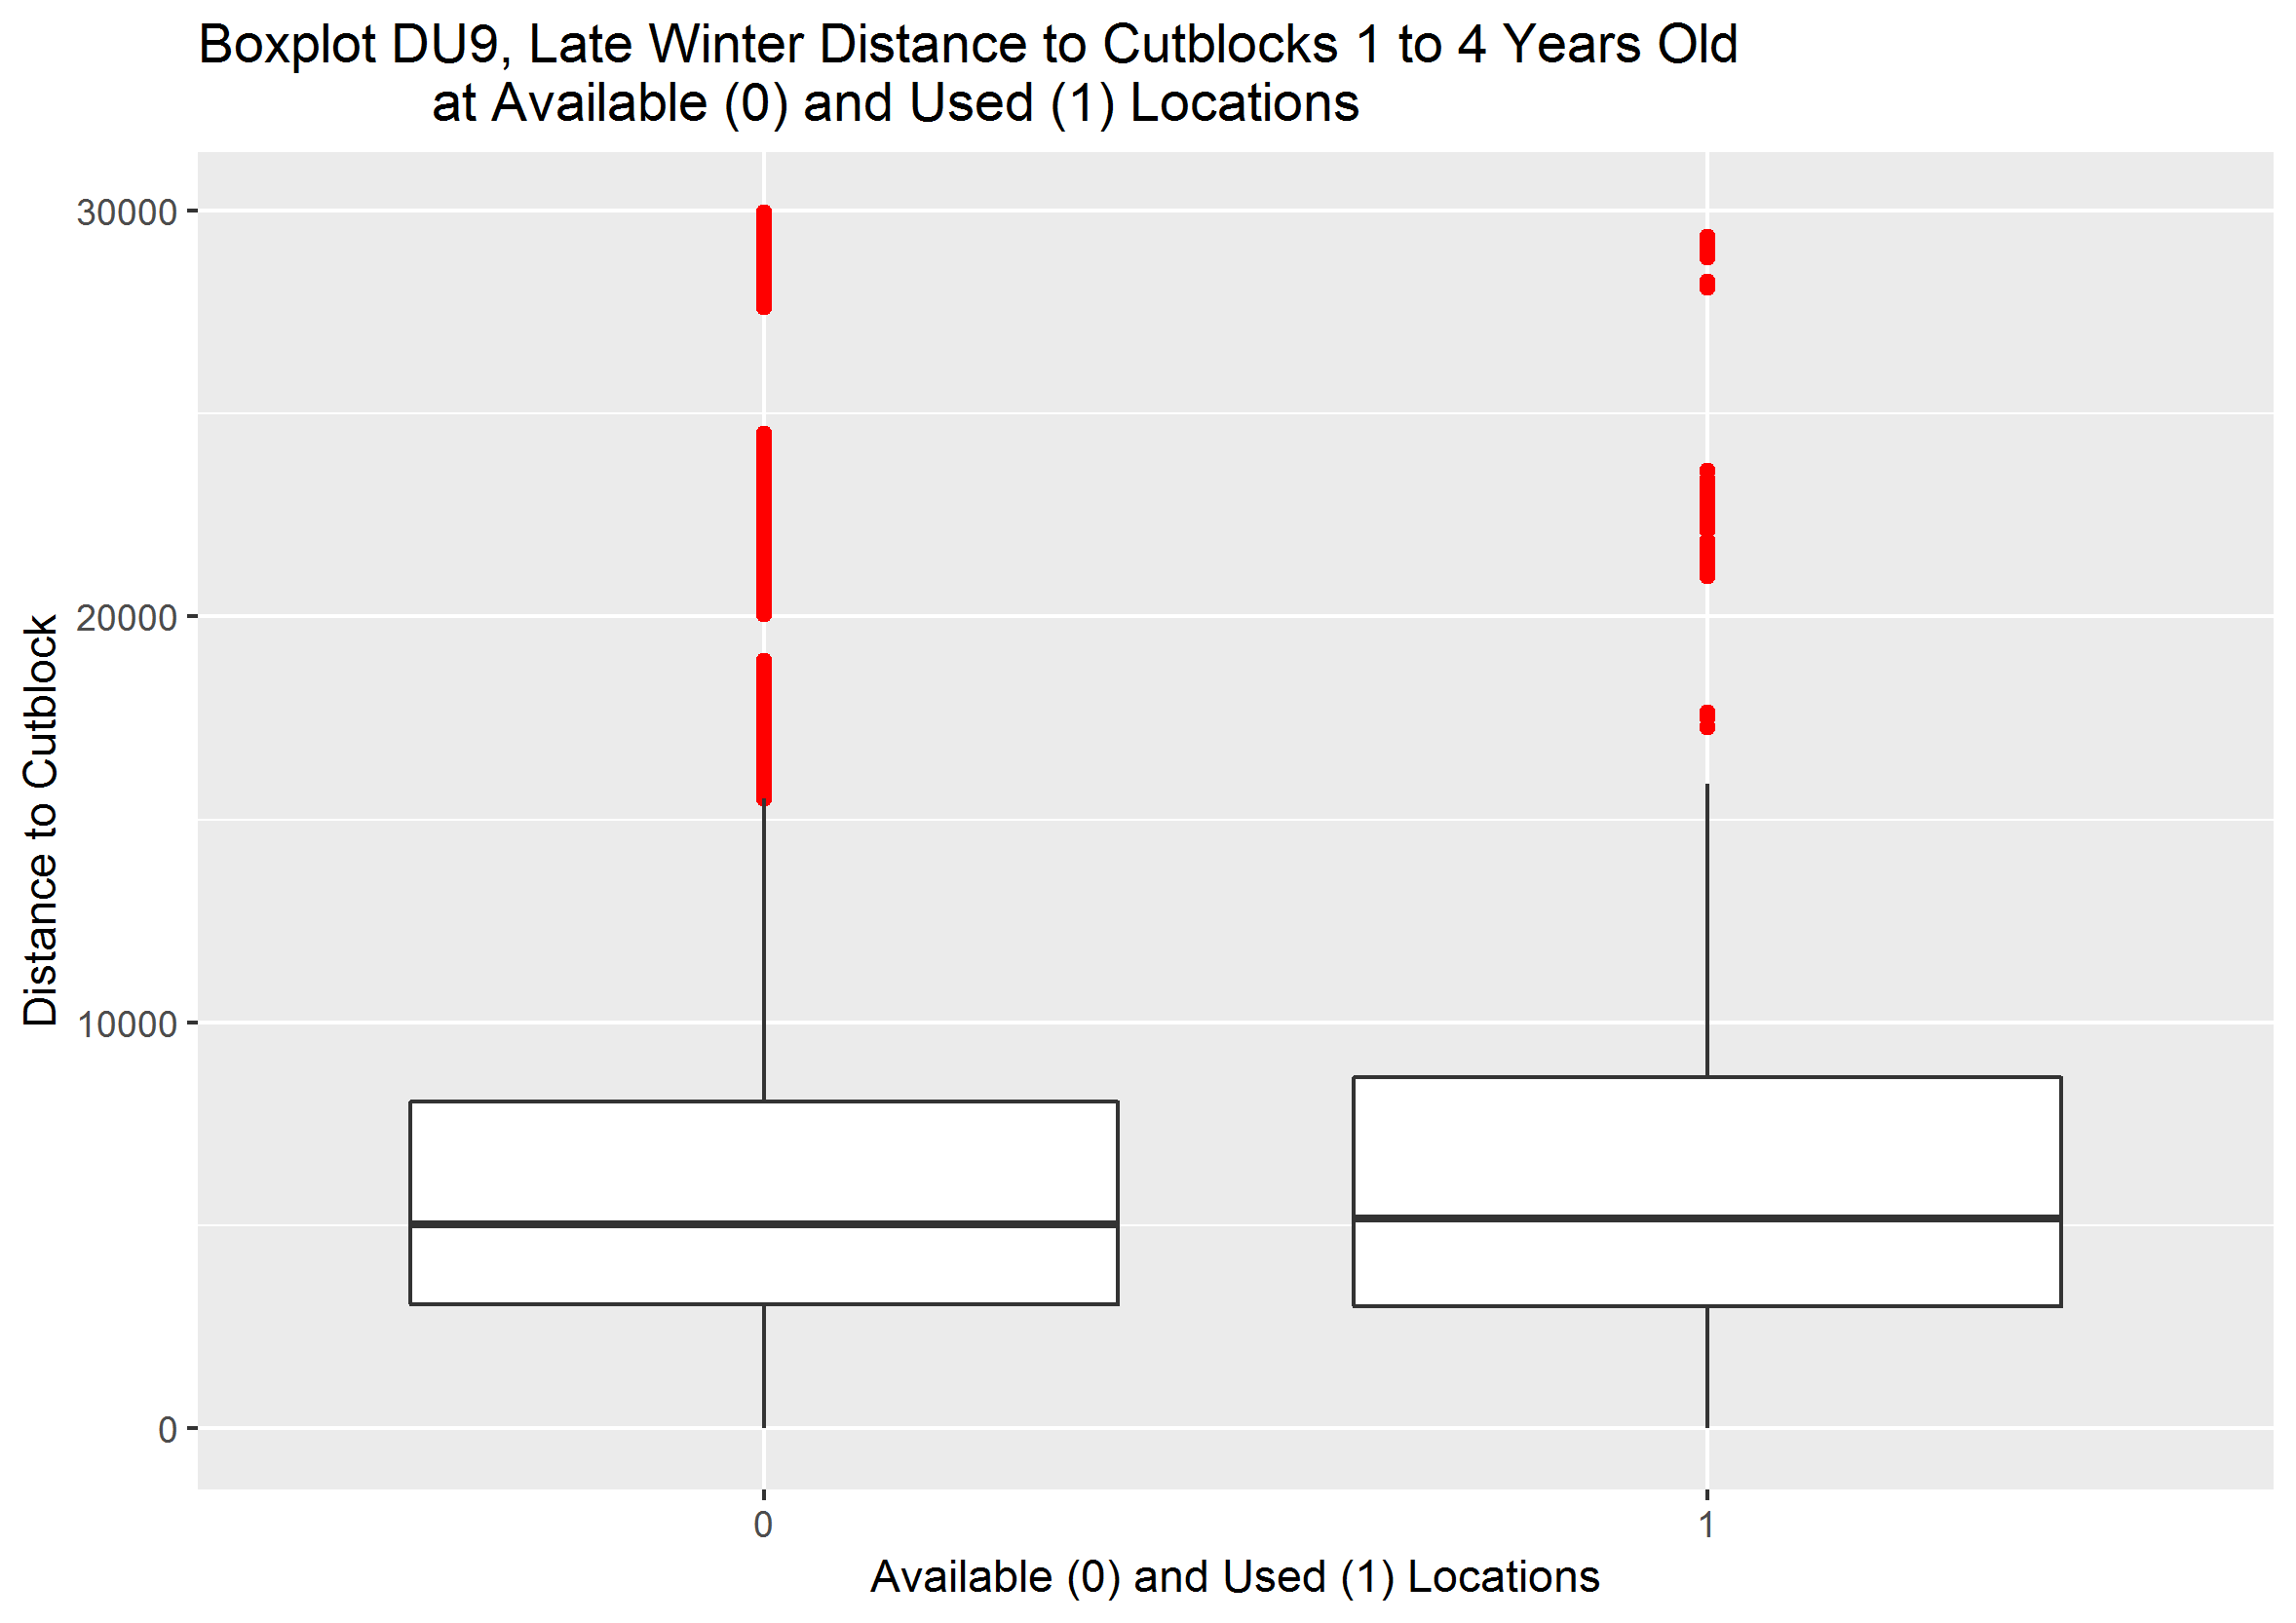 Boxplot DU9, Late Winter Distance to Cutblocks 1 to 4 Years Old
at Available (0) and Used (1) Locations
Distance to Cutblock
30000
20000
10000
0
0
1
Available (0) and Used (1) Locations